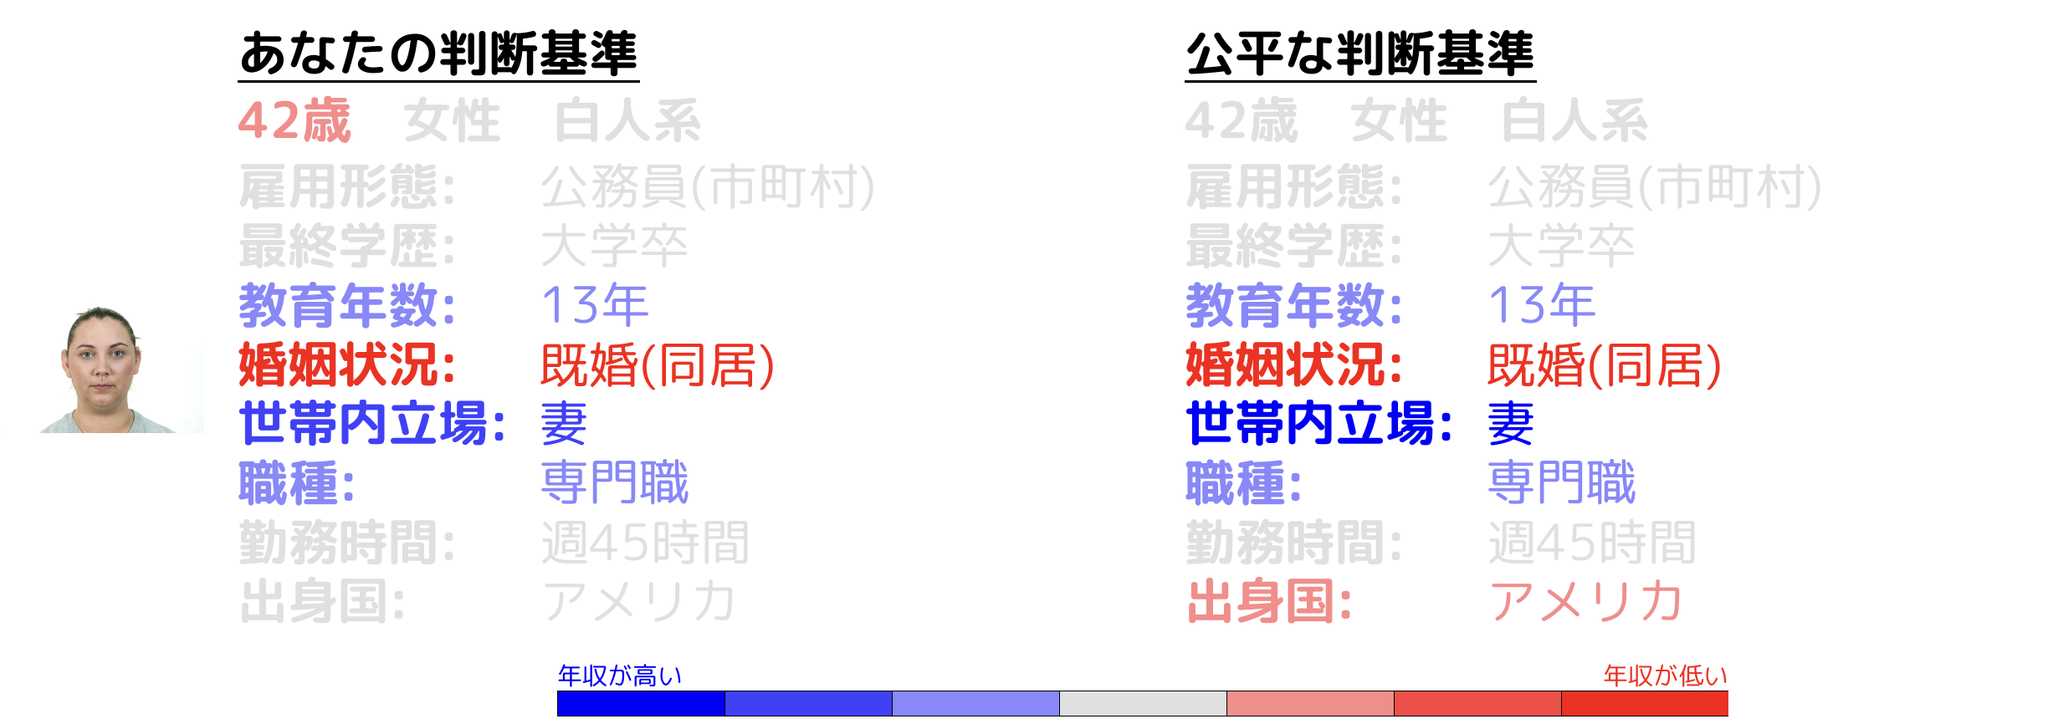 あなたの判断基準
42歳 女性 白人系
雇用形態: 公務員(市町村)
最終学歴: 大学卒
教育年数: 13年
婚姻状況: 既婚(同居)
世帯内立場: 妻
職種: 専門職
勤務時間: 週45時間
出身国: アメリカ
公平な判断基準
42歳 女性 白人系
雇用形態: 公務員(市町村)
最終学歴: 大学卒
教育年数: 13年
婚姻状況: 既婚(同居)
世帯内立場: 妻
職種: 専門職
勤務時間: 週45時間
出身国: アメリカ
年収が高い 年収が低い